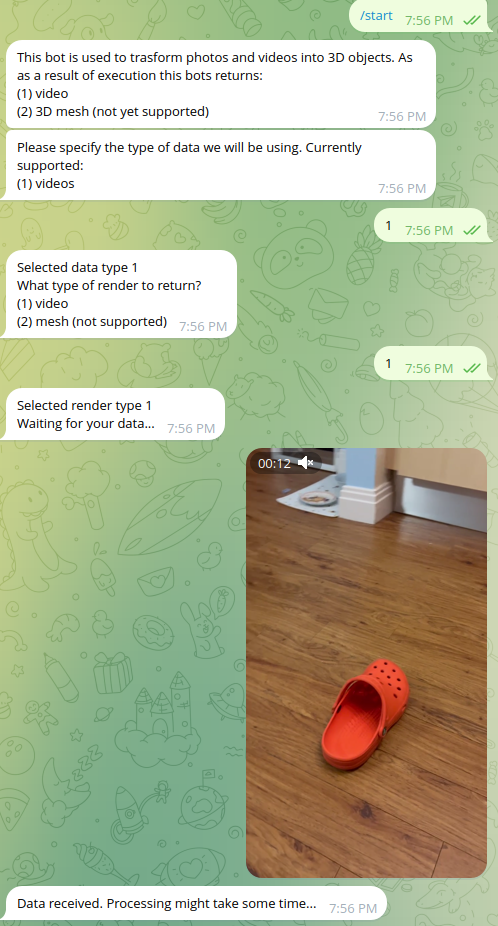 /start 7:56 PM
This bot is used to trasform photos and videos into 3D objects. As
as a result of execution this bots returns:
(1) video
(2) 3D mesh (not yet supported)
7:56 PM
Please specify the type of data we will be using. Currently
supported:
(1) videos
7:56 PM
1 7:56 PM
Selected data type 1
What type of render to return?
(1) video
(2) mesh (not supported) 7:56 PM
1 7:56 PM
Selected render type 1
Waiting for your data... 7:56 PM
00:12
Data received. Processing might take some time... 7:56 PM